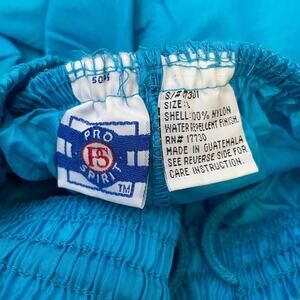 50%
PRO
PS
SPIRIT
TM
SIZE: L
SHELL: 100% NYLON
WATER REPELLENT FINISH.
RN# 17730
MADE IN GUATEMALA
SEE REVERSE SIDE FOR
CARE INSTRUCTION.